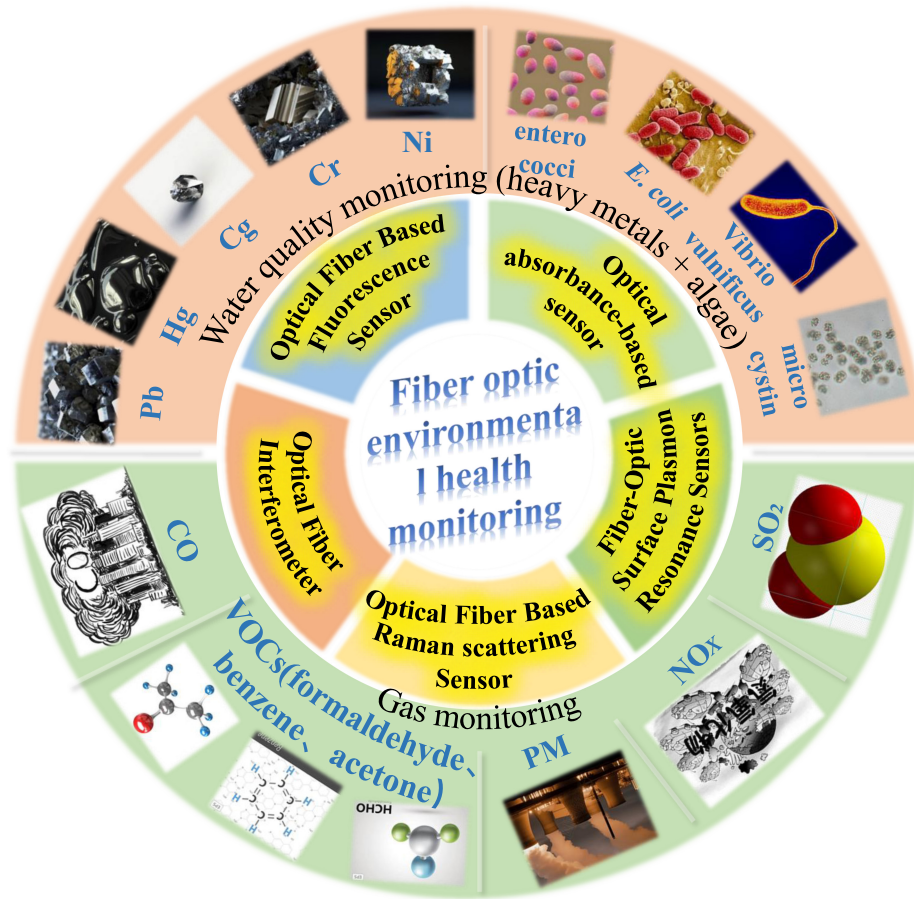 Fiber optic
environmenta
l health
monitoring
Optical Fiber Based
Fluorescence
Sensor
Optical
absorbance-based
sensor
Fiber-Optic
Surface Plasmon
Resonance Sensors
Optical Fiber Based
Raman scattering
Sensor
Optical Fiber
Interferometer
Water quality monitoring (heavy metals + algae)
Pb
Hg
Cg
Cr
Ni
entero
cocci
E. coli
Vibrio
vulnificus
micro
cystin
Gas monitoring
CO
VOCs(formaldehyde、
benzene、acetone)
PM
NOx
SO₂
HCHO